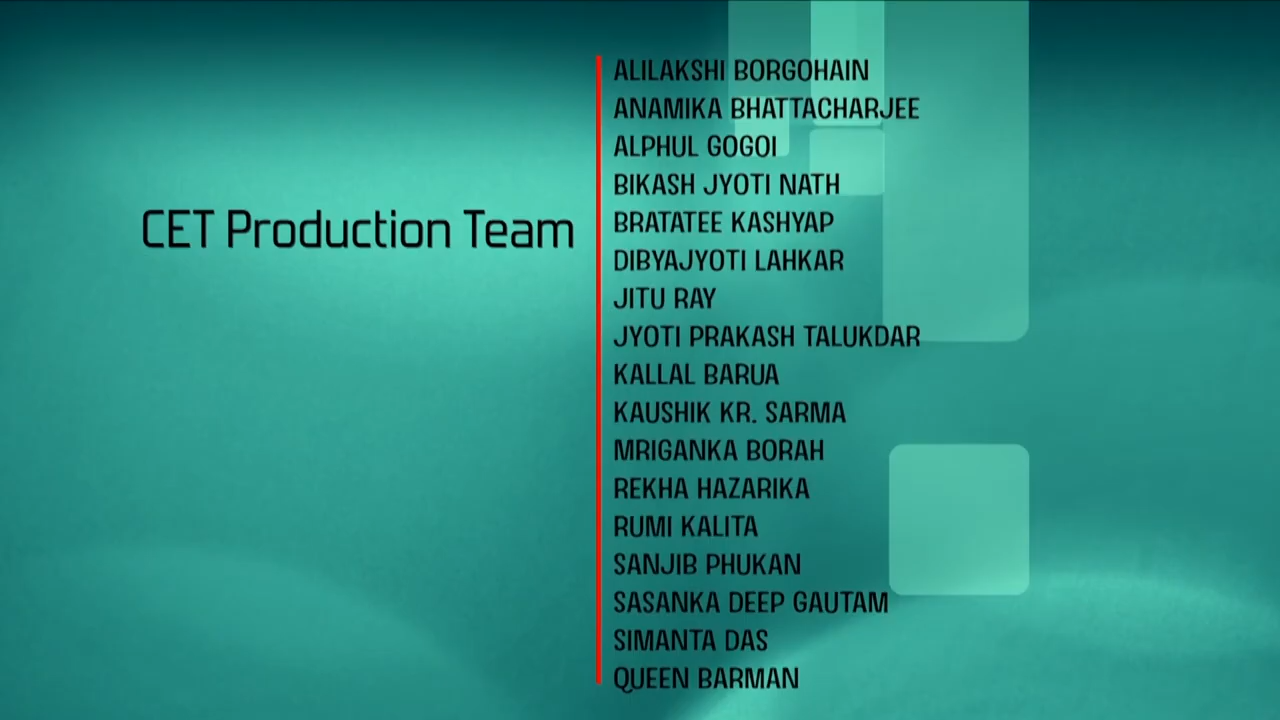 CET Production Team
ALILAKSHI BORGOHAIN
ANAMIKA BHATTACHARJEE
ALPHUL GOGOI
BIKASH JYOTI NATH
BRATATEE KASHYAP
DIBYAJYOTI LAHKAR
JITU RAY
JYOTI PRAKASH TALUKDAR
KALLAL BARUA
KAUSHIK KR. SARMA
MRIGANKA BORAH
REKHA HAZARIKA
RUMI KALITA
SANJIB PHUKAN
SASANKA DEEP GAUTAM
SIMANTA DAS
QUEEN BARMAN